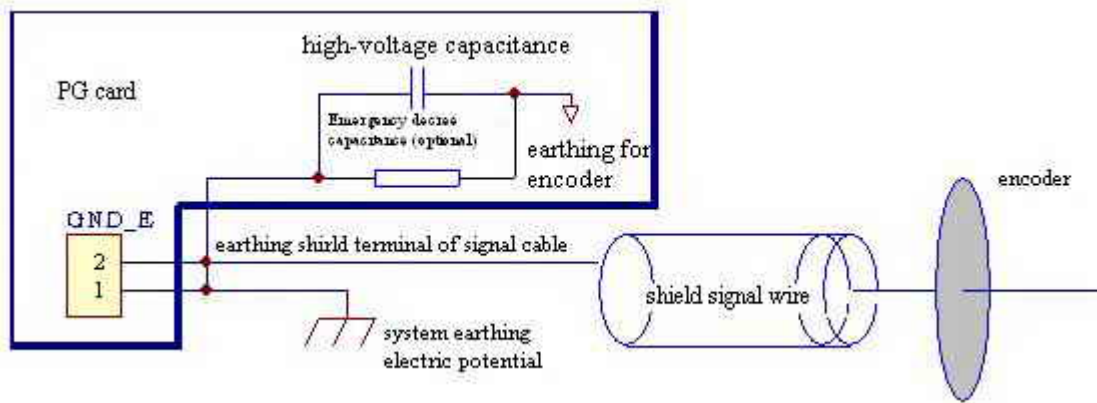 high-voltage capacitance
PG card
Emergency decree
capacitance (optional)
earthing for
encoder
encoder
GND_E
earthing shirld terminal of signal cable
2
1
shield signal wire
system earthing
electric potential